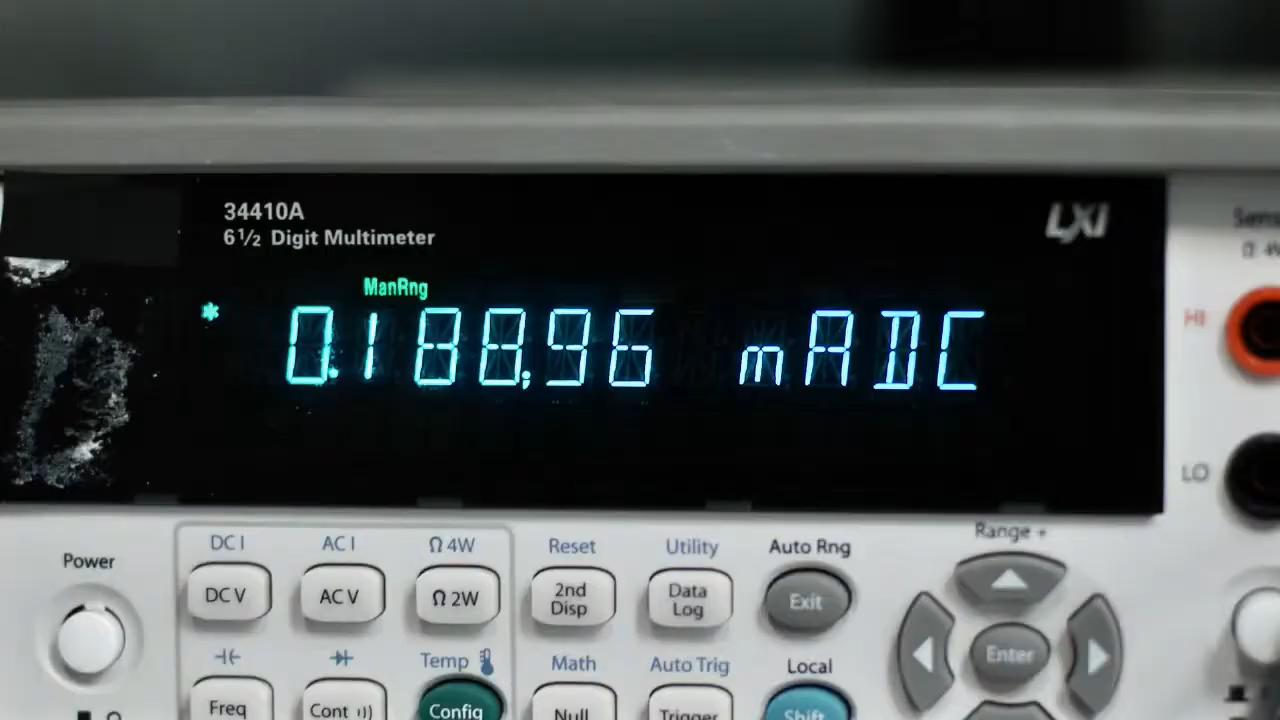 34410A
6½ Digit Multimeter
LXI
ManRng
* 0.188,96 mADC
HI
LO
Range +
Power
DC I
AC I
Ω 4W
Reset
Utility
Auto Rng
DC V
AC V
Ω 2W
2nd
Disp
Data
Log
Exit
Enter
Temp
Math
Auto Trig
Local
Freq
Cont
Config
Null
Trigger
Shift